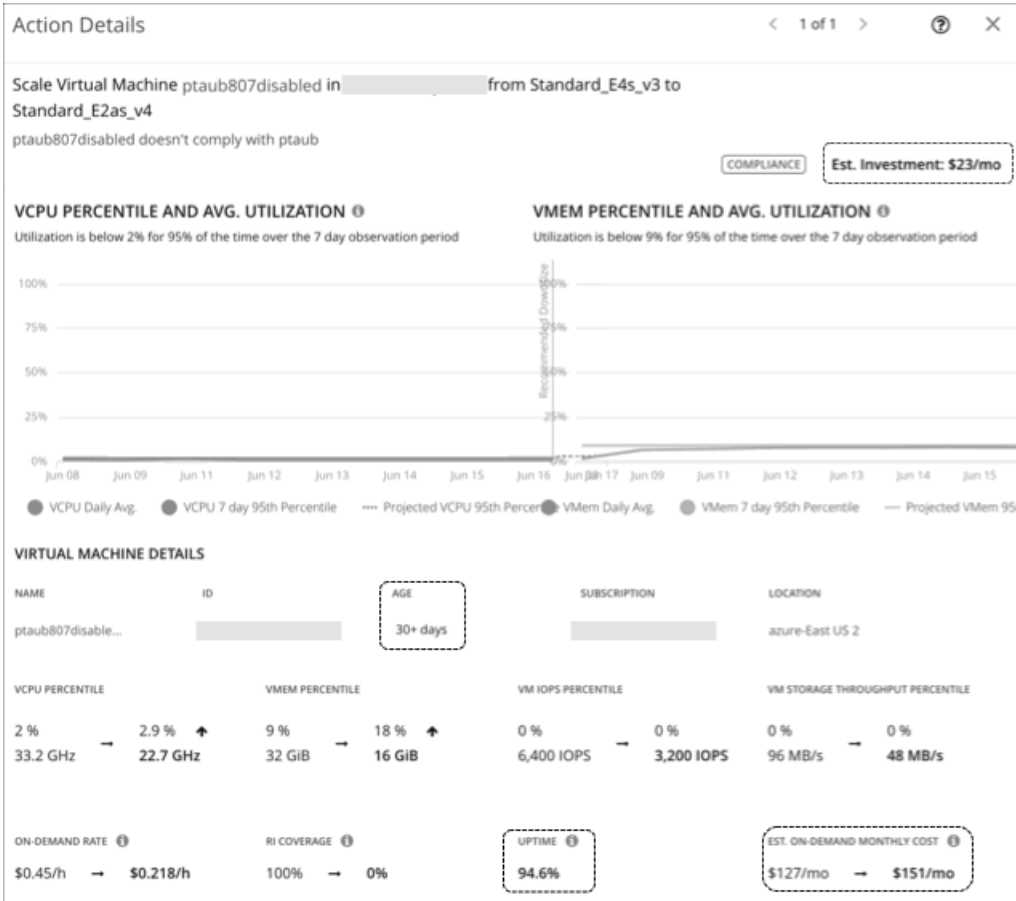 Action Details
1 of 1
Scale Virtual Machine ptaub807disabled in from Standard_E4s_v3 to
Standard_E2as_v4
ptaub807disabled doesn't comply with ptaub
COMPLIANCE
Est. Investment: $23/mo
VCPU PERCENTILE AND AVG. UTILIZATION
Utilization is below 2% for 95% of the time over the 7 day observation period
100%
75%
50%
25%
0%
Jun 08 Jun 09 Jun 11 Jun 12 Jun 13 Jun 14 Jun 15 Jun 16 Jun 17
Recommended Downsize
VCPU Daily Avg. VCPU 7 day 95th Percentile Projected VCPU 95th Percen
VMEM PERCENTILE AND AVG. UTILIZATION
Utilization is below 9% for 95% of the time over the 7 day observation period
100%
75%
50%
25%
0%
Jun 08 Jun 09 Jun 11 Jun 12 Jun 13 Jun 14 Jun 15
VMem Daily Avg. VMem 7 day 95th Percentile Projected VMem 95
VIRTUAL MACHINE DETAILS
NAME ID AGE SUBSCRIPTION LOCATION
ptaub807disable... 30+ days azure-East US 2
VCPU PERCENTILE VMEM PERCENTILE VM IOPS PERCENTILE VM STORAGE THROUGHPUT PERCENTILE
2 % → 2.9 % ↑ 9 % → 18 % ↑ 0 % → 0 % 0 % → 0 %
33.2 GHz 22.7 GHz 32 GiB 16 GiB 6,400 IOPS 3,200 IOPS 96 MB/s 48 MB/s
ON-DEMAND RATE RI COVERAGE UPTIME EST. ON-DEMAND MONTHLY COST
$0.45/h → $0.218/h 100% → 0% 94.6% $127/mo → $151/mo